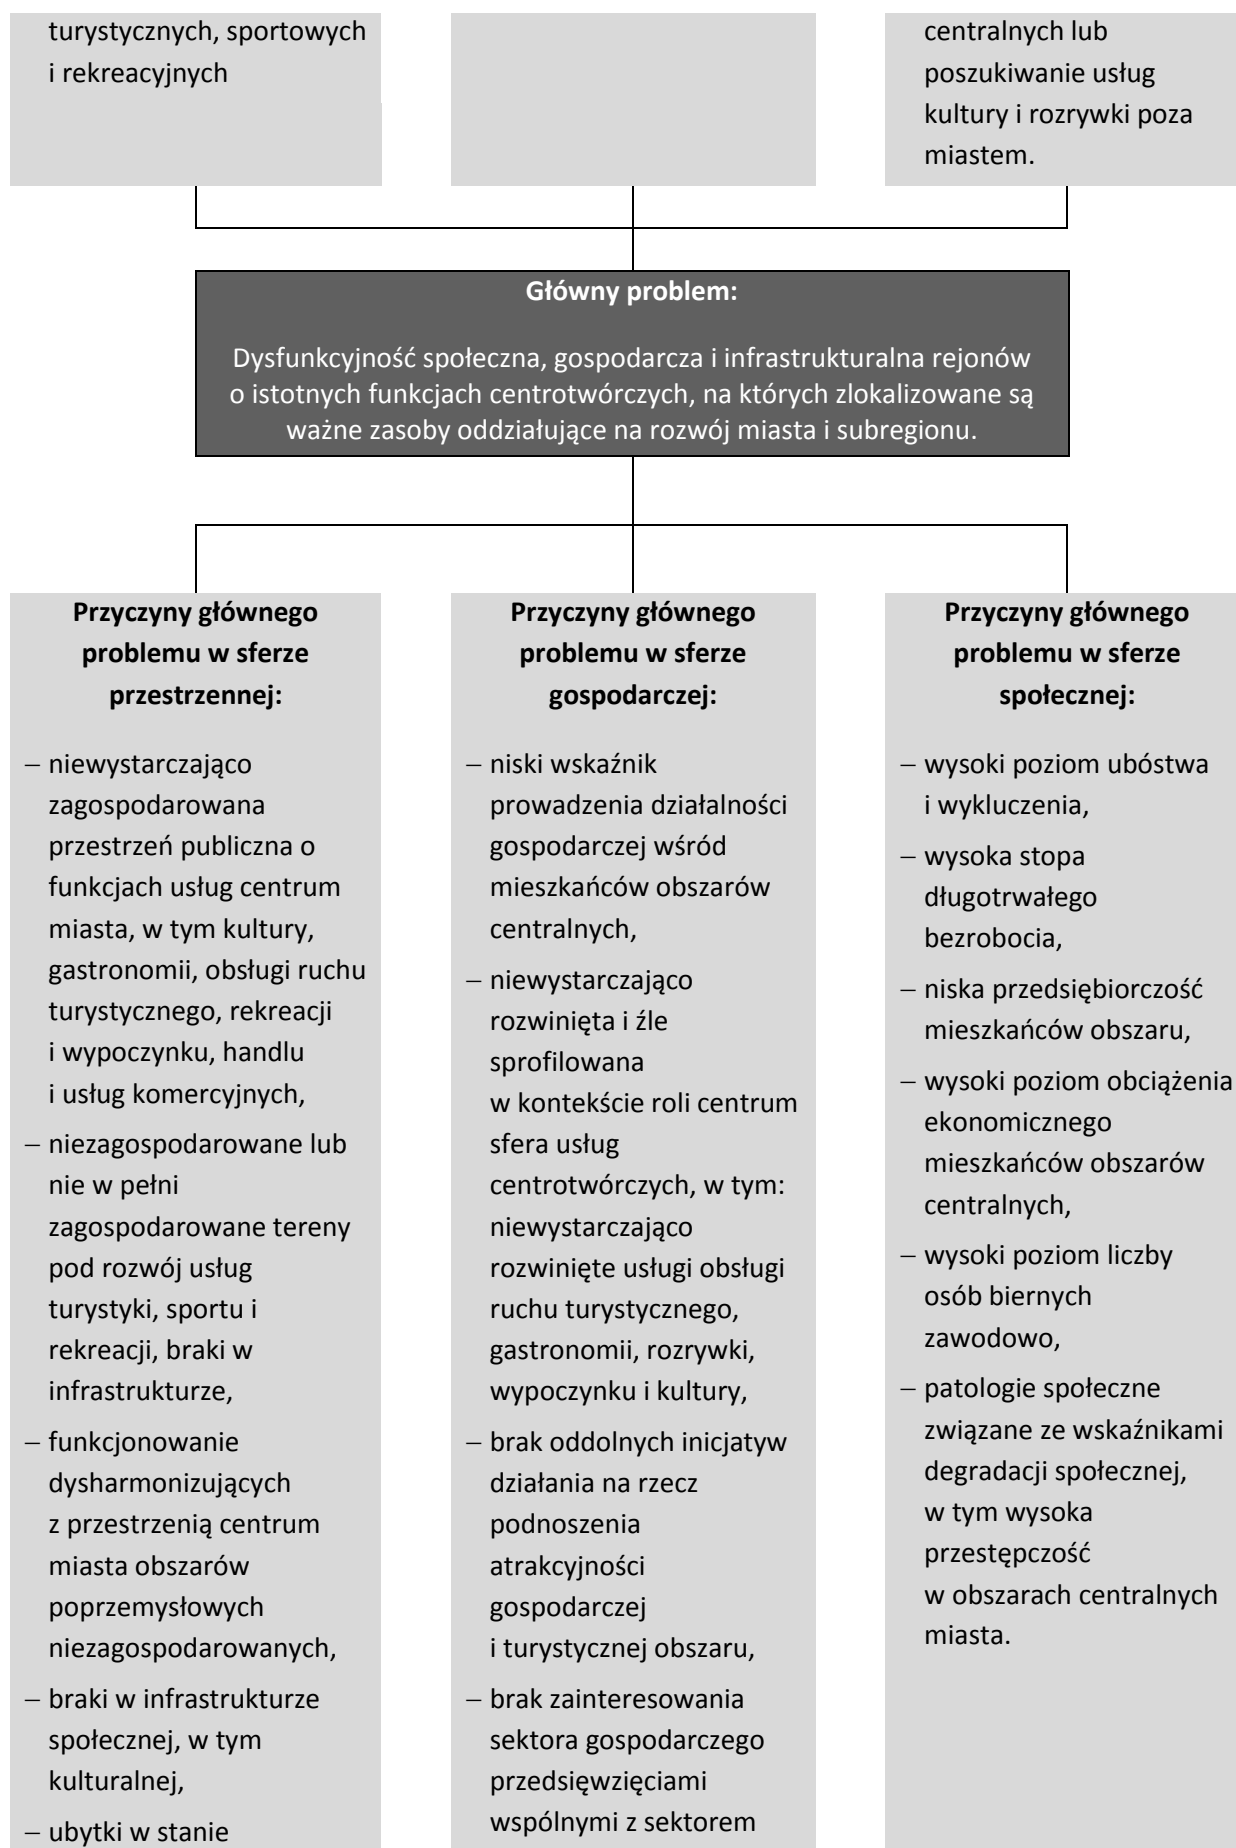 turystycznych, sportowych
i rekreacyjnych
centralnych lub
poszukiwanie usług
kultury i rozrywki poza
miastem.
Główny problem:
Dysfunkcyjność społeczna, gospodarcza i infrastrukturalna rejonów
o istotnych funkcjach centrotwórczych, na których zlokalizowane są
ważne zasoby oddziałujące na rozwój miasta i subregionu.
Przyczyny głównego
problemu w sferze
przestrzennej:
– niewystarczająco
zagospodarowana
przestrzeń publiczna o
funkcjach usług centrum
miasta, w tym kultury,
gastronomii, obsługi ruchu
turystycznego, rekreacji
i wypoczynku, handlu
i usług komercyjnych,
– niezagospodarowane lub
nie w pełni
zagospodarowane tereny
pod rozwój usług
turystyki, sportu i
rekreacji, braki w
infrastrukturze,
– funkcjonowanie
dysharmonizujących
z przestrzenią centrum
miasta obszarów
poprzemysłowych
niezagospodarowanych,
– braki w infrastrukturze
społecznej, w tym
kulturalnej,
– ubytki w stanie
Przyczyny głównego
problemu w sferze
gospodarczej:
– niski wskaźnik
prowadzenia działalności
gospodarczej wśród
mieszkańców obszarów
centralnych,
– niewystarczająco
rozwinięta i źle
sprofilowana
w kontekście roli centrum
sfera usług
centrotwórczych, w tym:
niewystarczająco
rozwinięte usługi obsługi
ruchu turystycznego,
gastronomii, rozrywki,
wypoczynku i kultury,
– brak oddolnych inicjatyw
działania na rzecz
podnoszenia
atrakcyjności
gospodarczej
i turystycznej obszaru,
– brak zainteresowania
sektora gospodarczego
przedsięwzięciami
wspólnymi z sektorem
Przyczyny głównego
problemu w sferze
społecznej:
– wysoki poziom ubóstwa
i wykluczenia,
– wysoka stopa
długotrwałego
bezrobocia,
– niska przedsiębiorczość
mieszkańców obszaru,
– wysoki poziom obciążenia
ekonomicznego
mieszkańców obszarów
centralnych,
– wysoki poziom liczby
osób biernych
zawodowo,
– patologie społeczne
związane ze wskaźnikami
degradacji społecznej,
w tym wysoka
przestępczość
w obszarach centralnych
miasta.